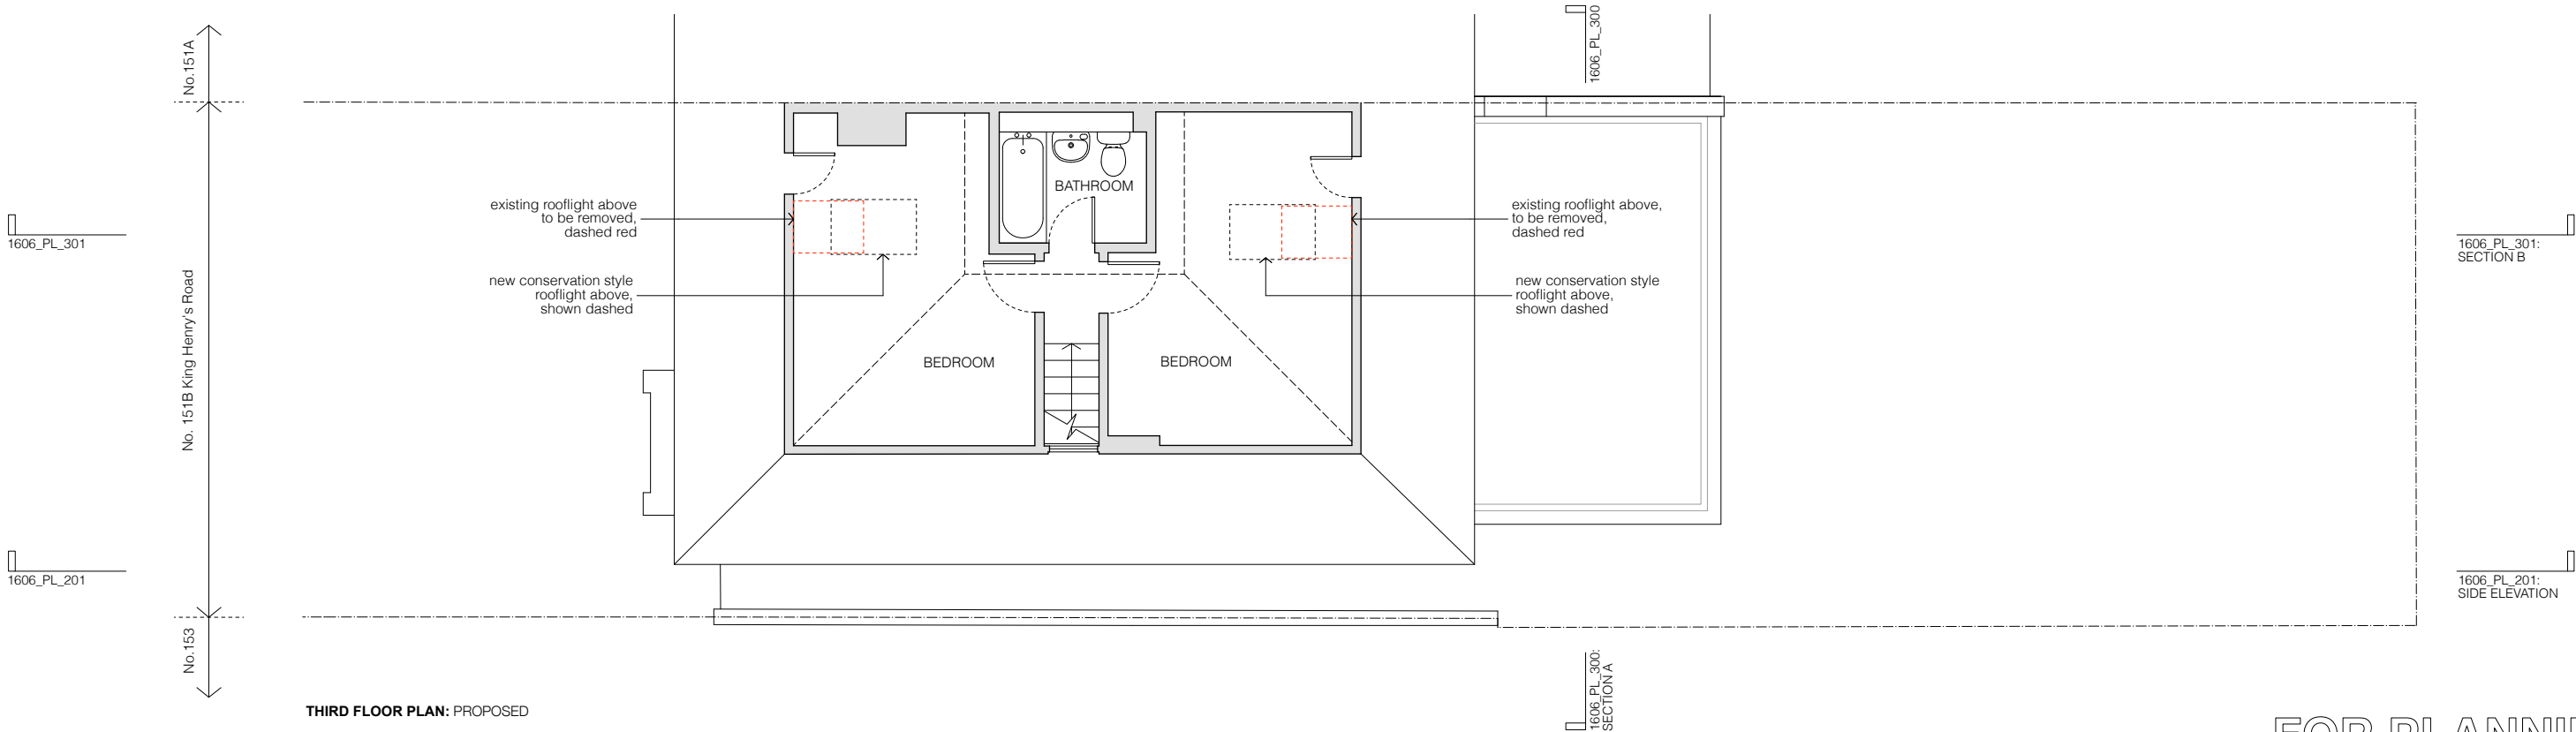 No.151A
No. 151B King Henry's Road
No.153
1606_PL_301
1606_PL_201
existing rooflight above
to be removed,
dashed red
new conservation style
rooflight above,
shown dashed
BATHROOM
BEDROOM
BEDROOM
existing rooflight above,
to be removed,
dashed red
new conservation style
rooflight above,
shown dashed
1606_PL_300
1606_PL_301:
SECTION B
1606_PL_201:
SIDE ELEVATION
1606_PL_300:
SECTION A
THIRD FLOOR PLAN: PROPOSED